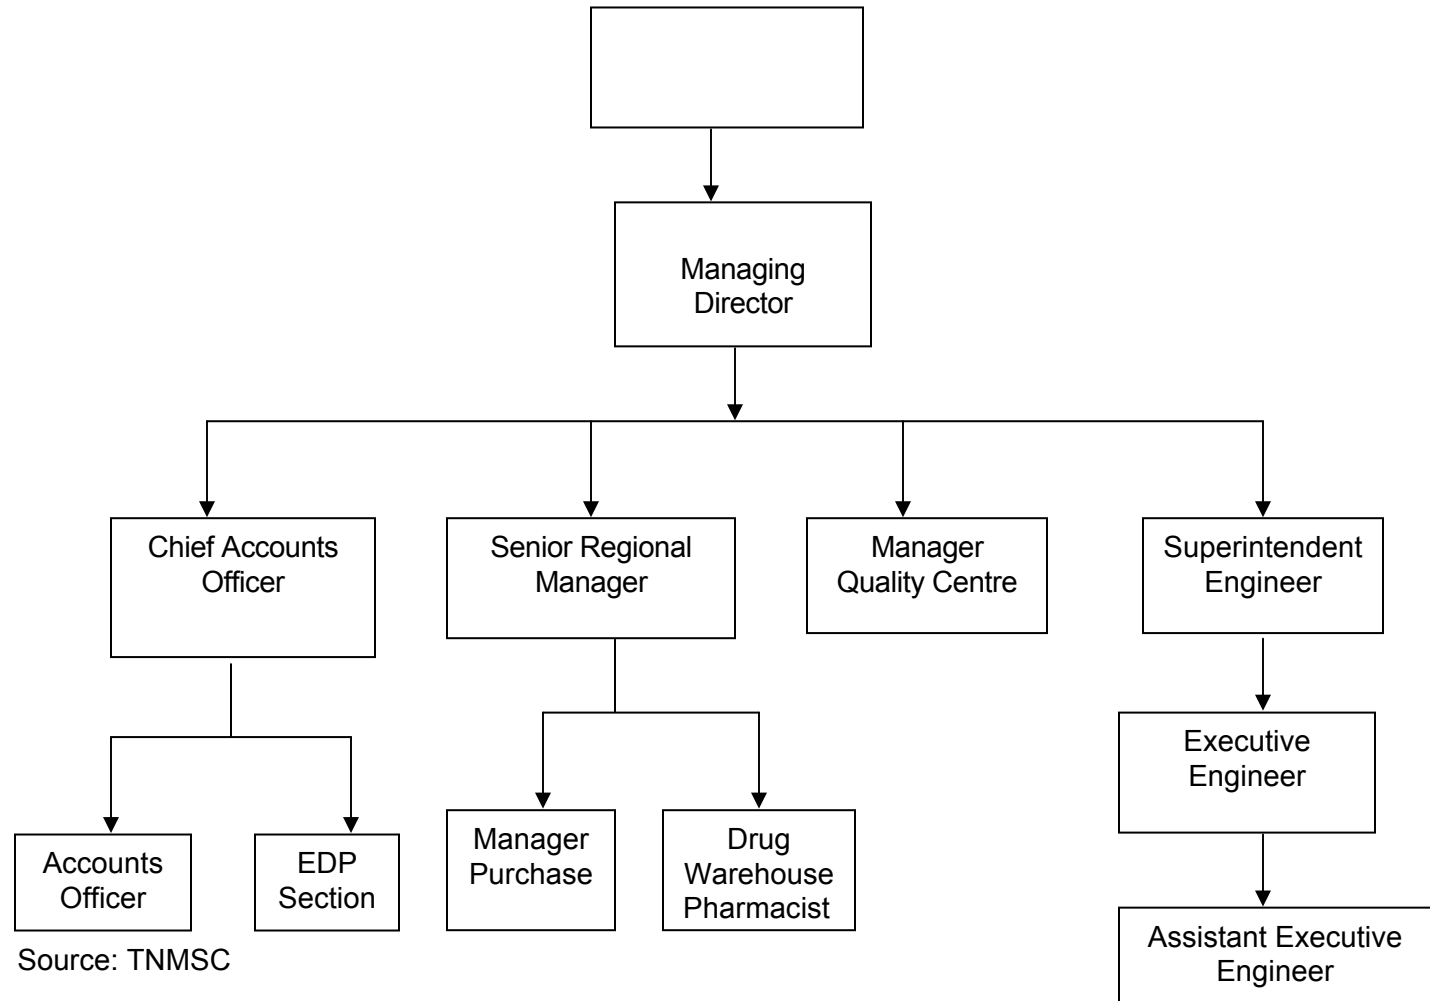 Managing
Director
Chief Accounts
Officer
Senior Regional
Manager
Manager
Quality Centre
Superintendent
Engineer
Executive
Engineer
Accounts
Officer
EDP
Section
Manager
Purchase
Drug
Warehouse
Pharmacist
Assistant Executive
Engineer
Source: TNMSC